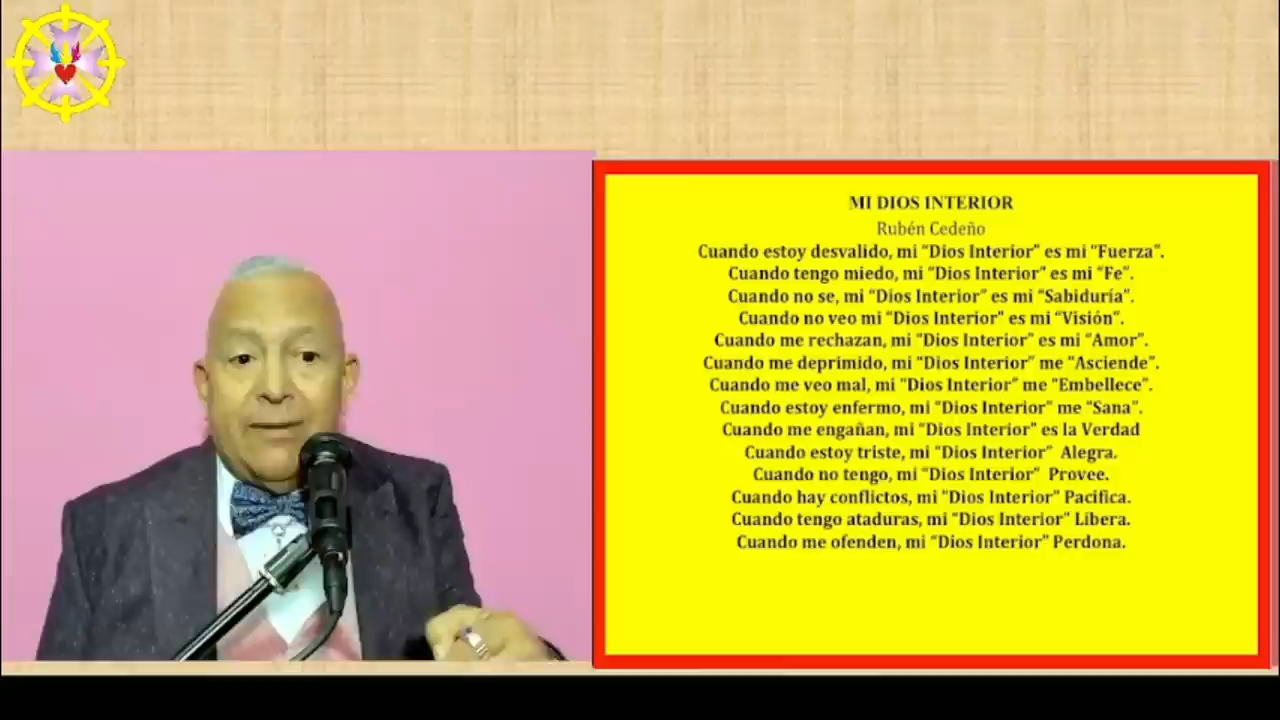 MI DIOS INTERIOR
Rubén Cedeño
Cuando estoy desvalido, mi "Dios Interior" es mi "Fuerza".
Cuando tengo miedo, mi "Dios Interior" es mi "Fe".
Cuando no se, mi "Dios Interior" es mi "Sabiduría".
Cuando no veo mi "Dios Interior" es mi "Visión".
Cuando me rechazan, mi "Dios Interior" es mi "Amor".
Cuando me deprimido, mi "Dios Interior" me "Asciende".
Cuando me veo mal, mi "Dios Interior" me "Embellece".
Cuando estoy enfermo, mi "Dios Interior" me "Sana".
Cuando me engañan, mi "Dios Interior" es la Verdad
Cuando estoy triste, mi "Dios Interior" Alegra.
Cuando no tengo, mi "Dios Interior" Provee.
Cuando hay conflictos, mi "Dios Interior" Pacifica.
Cuando tengo ataduras, mi "Dios Interior" Libera.
Cuando me ofenden, mi "Dios Interior" Perdona.